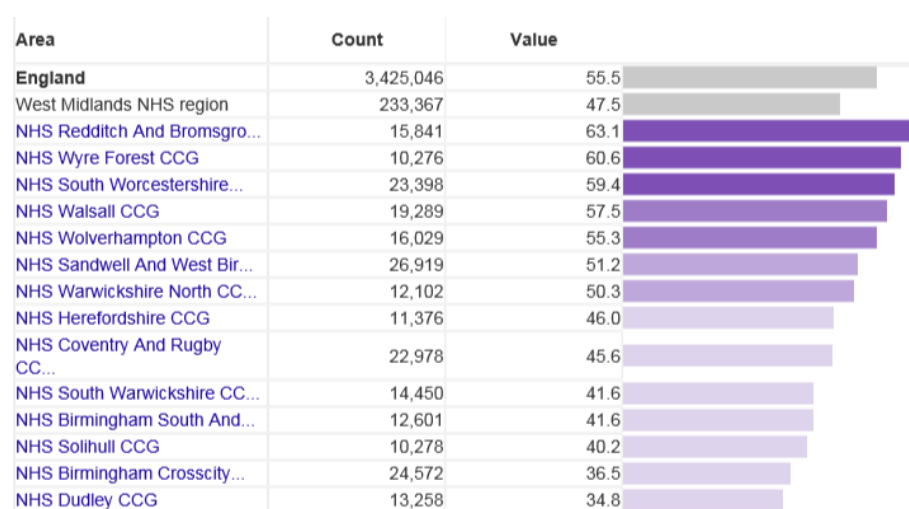 Area Count Value
England 3,425,046 55.5
West Midlands NHS region 233,367 47.5
NHS Redditch And Bromsgro... 15,841 63.1
NHS Wyre Forest CCG 10,276 60.6
NHS South Worcestershire... 23,398 59.4
NHS Walsall CCG 19,289 57.5
NHS Wolverhampton CCG 16,029 55.3
NHS Sandwell And West Bir... 26,919 51.2
NHS Warwickshire North CC... 12,102 50.3
NHS Herefordshire CCG 11,376 46.0
NHS Coventry And Rugby
CC... 22,978 45.6
NHS South Warwickshire CC... 14,450 41.6
NHS Birmingham South And... 12,601 41.6
NHS Solihull CCG 10,278 40.2
NHS Birmingham Crosscity... 24,572 36.5
NHS Dudley CCG 13,258 34.8